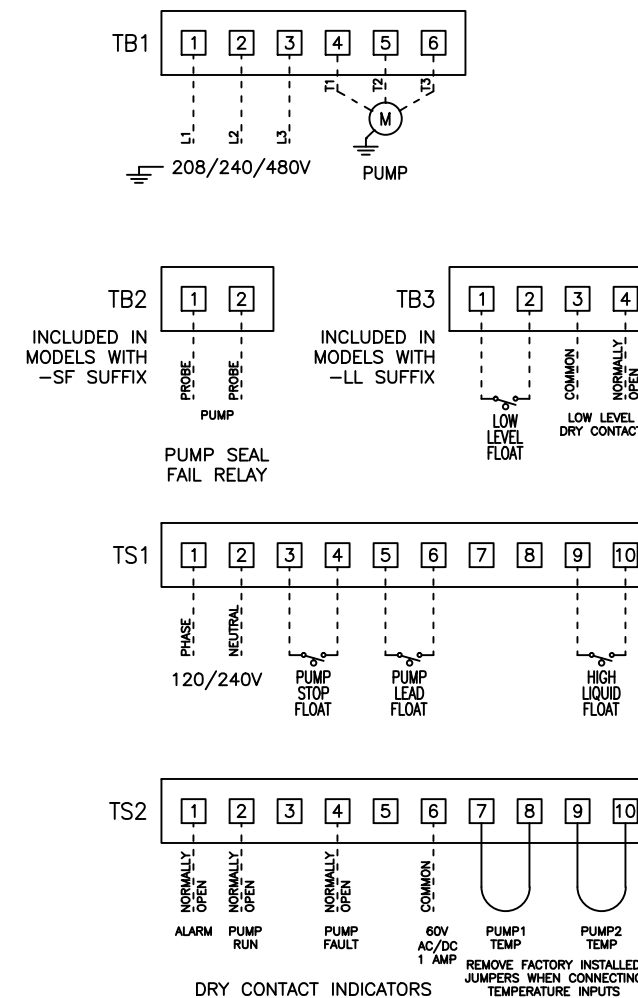 TB1
1 2 3 4 5 6
L1 L2 L3 T1 T2 T3
M
208/240/480V
PUMP
TB2
1 2
INCLUDED IN
MODELS WITH
-SF SUFFIX
PROBE PROBE
PUMP
PUMP SEAL
FAIL RELAY
TB3
1 2 3 4
INCLUDED IN
MODELS WITH
-LL SUFFIX
COMMON
NORMALLY
OPEN
LOW
LEVEL
FLOAT
LOW LEVEL
DRY CONTACT
TS1
1 2 3 4 5 6 7 8 9 10
PHASE NEUTRAL
120/240V
PUMP
STOP
FLOAT
PUMP
LEAD
FLOAT
HIGH
LIQUID
FLOAT
TS2
1 2 3 4 5 6 7 8 9 10
NORMALLY
OPEN
NORMALLY
OPEN
NORMALLY
OPEN
COMMON
ALARM
PUMP
RUN
PUMP
FAULT
60V
AC/DC
1 AMP
PUMP1
TEMP
PUMP2
TEMP
REMOVE FACTORY INSTALLED
JUMPERS WHEN CONNECTING
TEMPERATURE INPUTS
DRY CONTACT INDICATORS